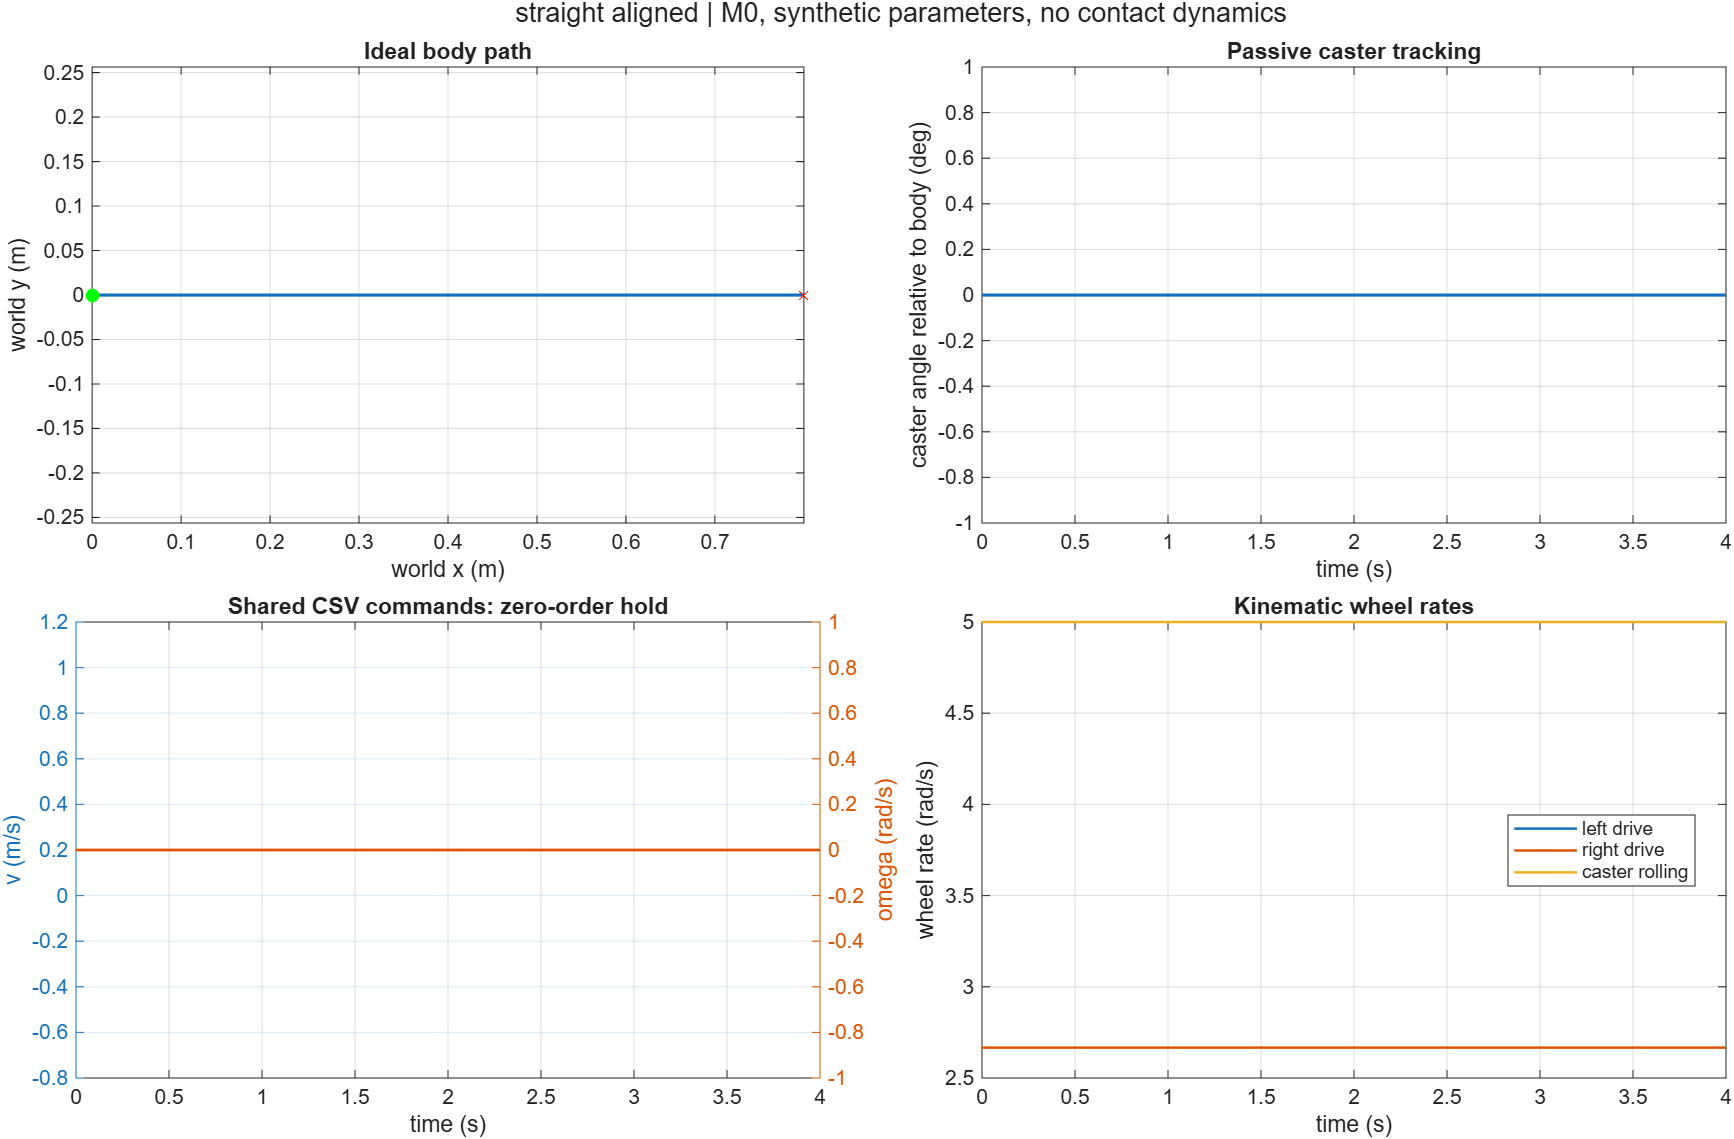 straight aligned | M0, synthetic parameters, no contact dynamics
Ideal body path
0.25
0.2
0.15
0.1
0.05
0
-0.05
-0.1
-0.15
-0.2
-0.25
world y (m)
0 0.1 0.2 0.3 0.4 0.5 0.6 0.7
world x (m)
Passive caster tracking
1
0.8
0.6
0.4
0.2
0
-0.2
-0.4
-0.6
-0.8
-1
caster angle relative to body (deg)
0 0.5 1 1.5 2 2.5 3 3.5 4
time (s)
Shared CSV commands: zero-order hold
1.2
1
0.8
0.6
0.4
0.2
0
-0.2
-0.4
-0.6
-0.8
v (m/s)
1
0.8
0.6
0.4
0.2
0
-0.2
-0.4
-0.6
-0.8
-1
omega (rad/s)
0 0.5 1 1.5 2 2.5 3 3.5 4
time (s)
Kinematic wheel rates
5
4.5
4
3.5
3
2.5
wheel rate (rad/s)
left drive
right drive
caster rolling
0 0.5 1 1.5 2 2.5 3 3.5 4
time (s)